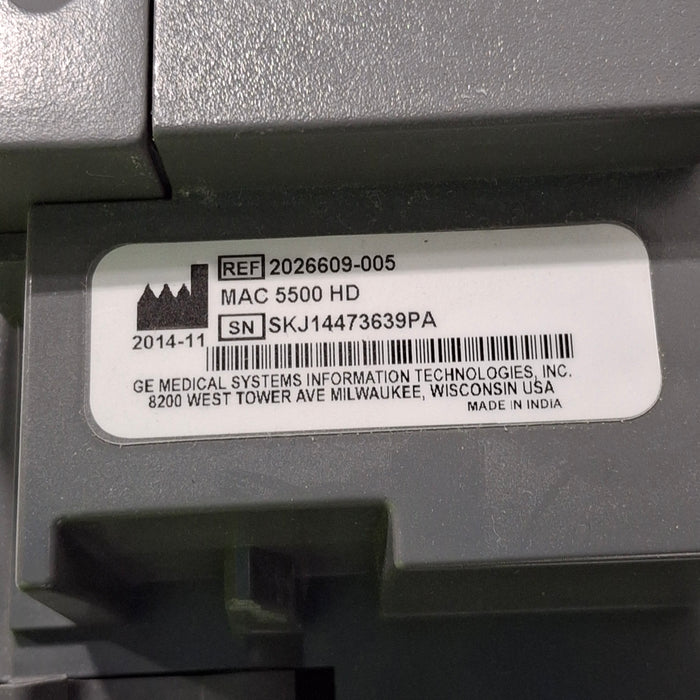 REF 2026609-005
MAC 5500 HD
SN SKJ14473639PA
2014-11
GE MEDICAL SYSTEMS INFORMATION TECHNOLOGIES, INC.
8200 WEST TOWER AVE MILWAUKEE, WISCONSIN USA
MADE IN INDIA